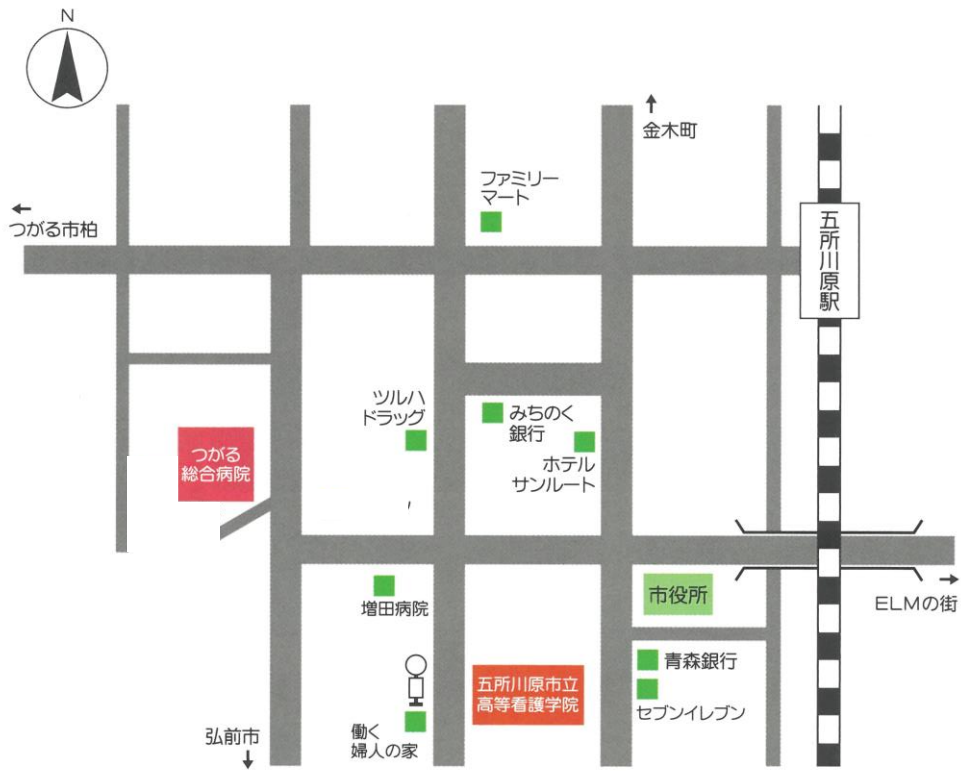 N
金木町
ファミリー
マート
つがる市柏
五所川原駅
ツルハ
ドラッグ
みちのく
銀行
つがる
総合病院
ホテル
サンルート
市役所
増田病院
ELMの街
青森銀行
五所川原市立
高等看護学院
セブンイレブン
働く
婦人の家
弘前市